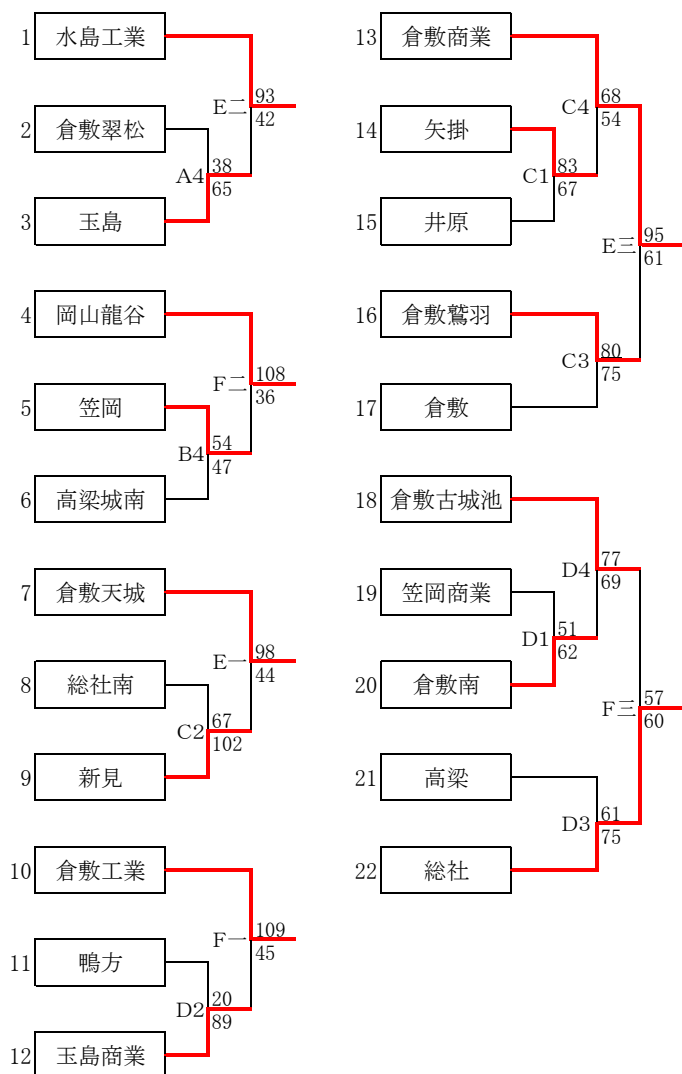 1 水島工業
E二 93
42
2 倉敷翠松
A4 38
65
3 玉島
4 岡山龍谷
F二 108
36
5 笠岡
B4 54
47
6 高梁城南
7 倉敷天城
E一 98
44
8 総社南
C2 67
102
9 新見
10 倉敷工業
F一 109
45
11 鴨方
D2 20
89
12 玉島商業
13 倉敷商業
C4 68
54
14 矢掛
C1 83
67
15 井原
E三 95
61
16 倉敷鷲羽
C3 80
75
17 倉敷
18 倉敷古城池
D4 77
69
19 笠岡商業
D1 51
62
20 倉敷南
F三 57
60
21 高梁
D3 61
75
22 総社